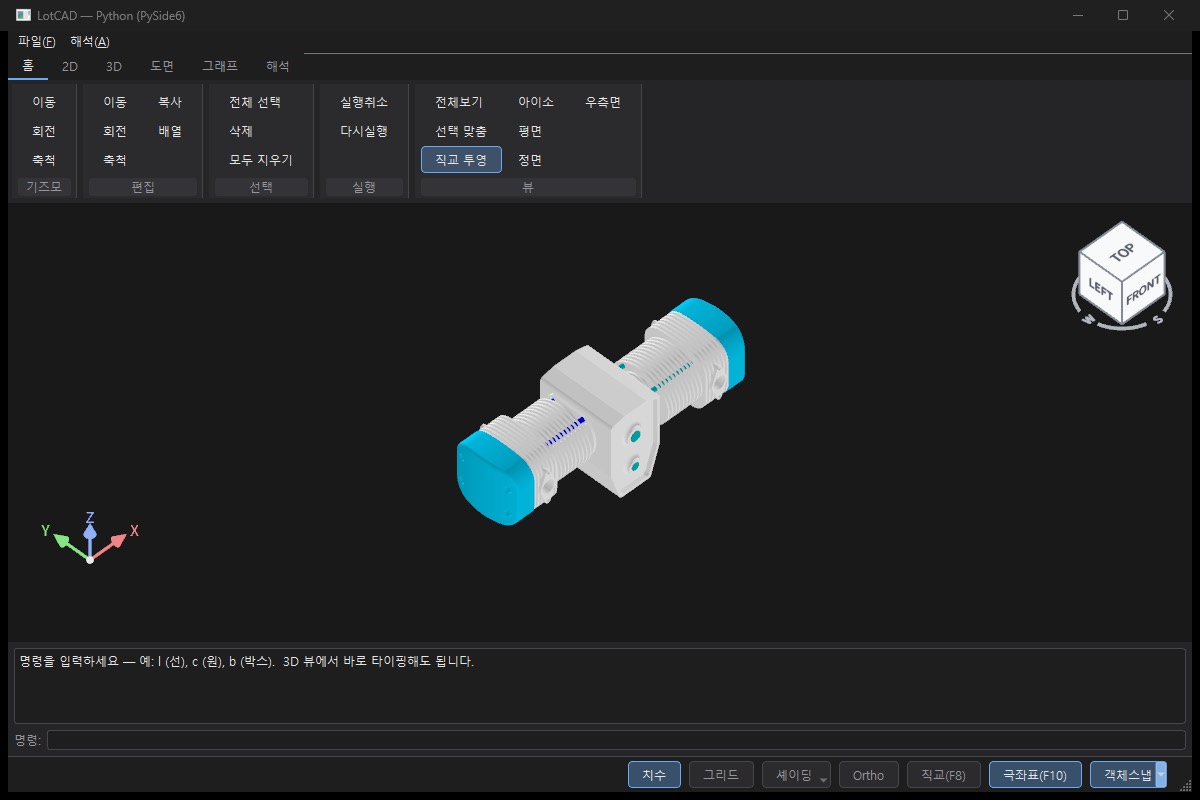 LotCAD — Python (PySide6)
파일(F) 해석(A)
홈 2D 3D 도면 그래프 해석
이동 이동 복사 전체 선택 실행취소 전체보기 아이소 우측면
회전 회전 배열 삭제 다시실행 선택 맞춤 평면
축척 축척 모두 지우기 직교 투영 정면
기즈모 편집 선택 실행 뷰
TOP
LEFT FRONT
W S
Z
Y X
명령을 입력하세요 — 예: l (선), c (원), b (박스). 3D 뷰에서 바로 타이핑해도 됩니다.
명령:
치수 그리드 셰이딩 Ortho 직교(F8) 극좌표(F10) 객체스냅